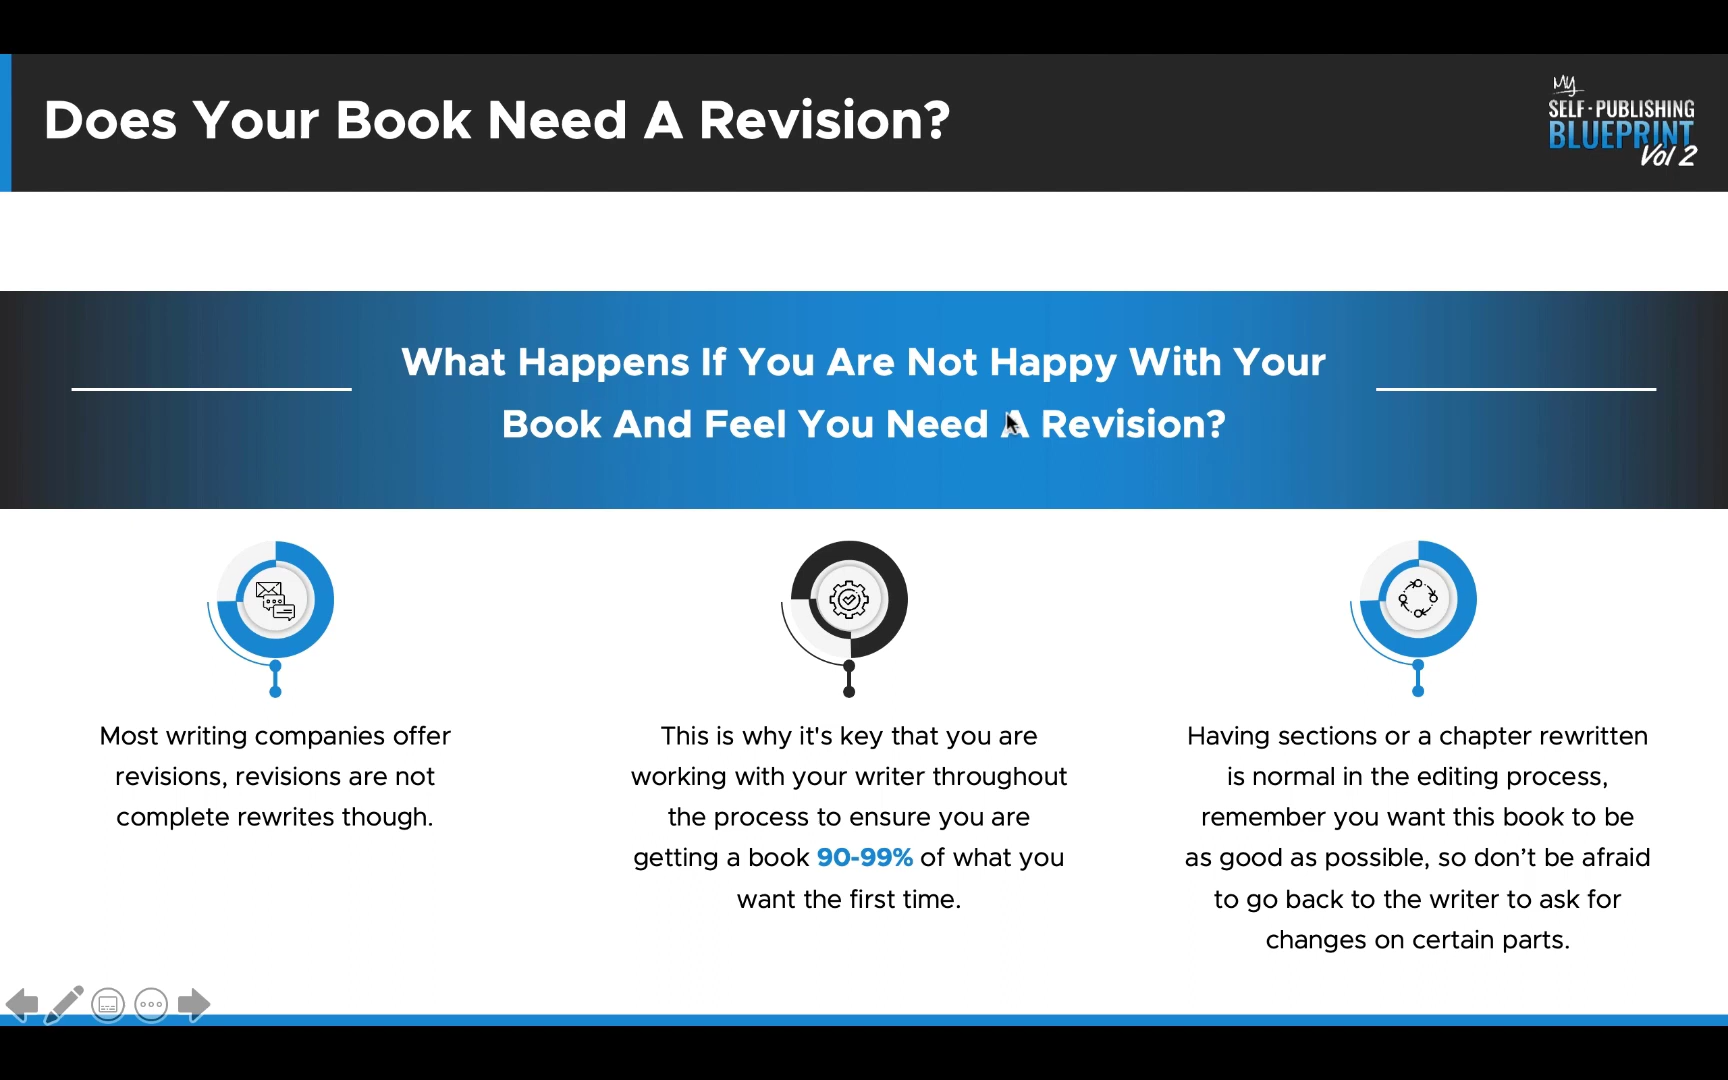 Does Your Book Need A Revision?
My
SELF-PUBLISHING
BLUEPRINT
Vol 2
What Happens If You Are Not Happy With Your
Book And Feel You Need A Revision?
Most writing companies offer
revisions, revisions are not
complete rewrites though.
This is why it's key that you are
working with your writer throughout
the process to ensure you are
getting a book 90-99% of what you
want the first time.
Having sections or a chapter rewritten
is normal in the editing process,
remember you want this book to be
as good as possible, so don’t be afraid
to go back to the writer to ask for
changes on certain parts.